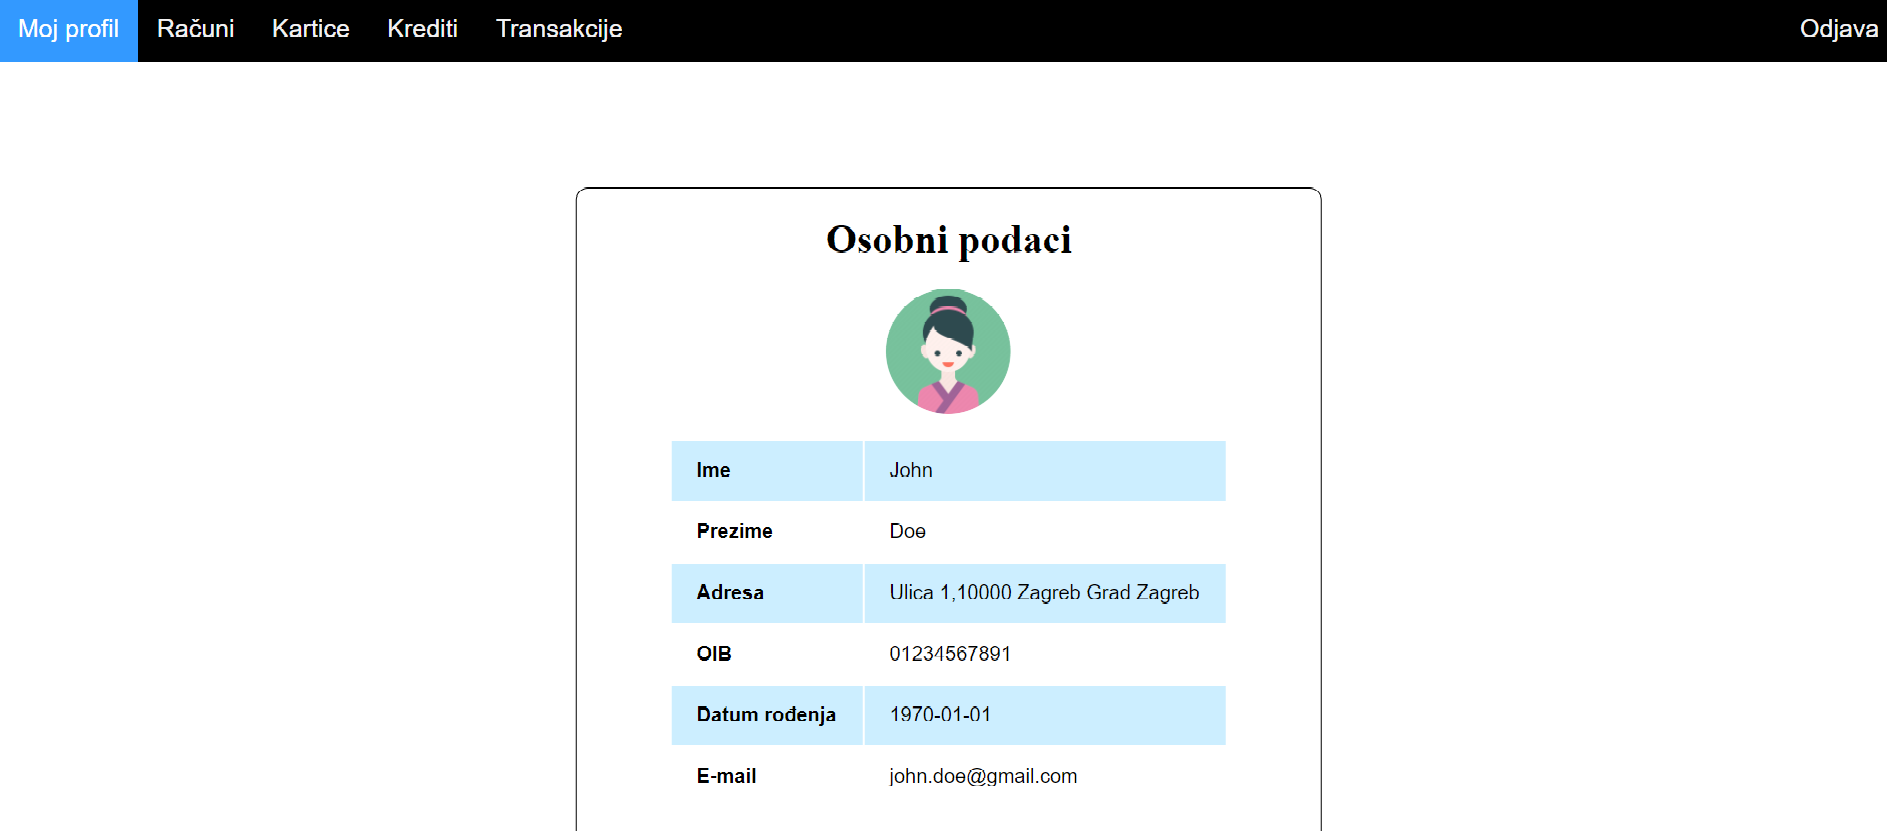 Moj profil Računi Kartice Krediti Transakcije Odjava
Osobni podaci
Ime John
Prezime Doe
Adresa Ulica 1,10000 Zagreb Grad Zagreb
OIB 01234567891
Datum rođenja 1970-01-01
E-mail john.doe@gmail.com